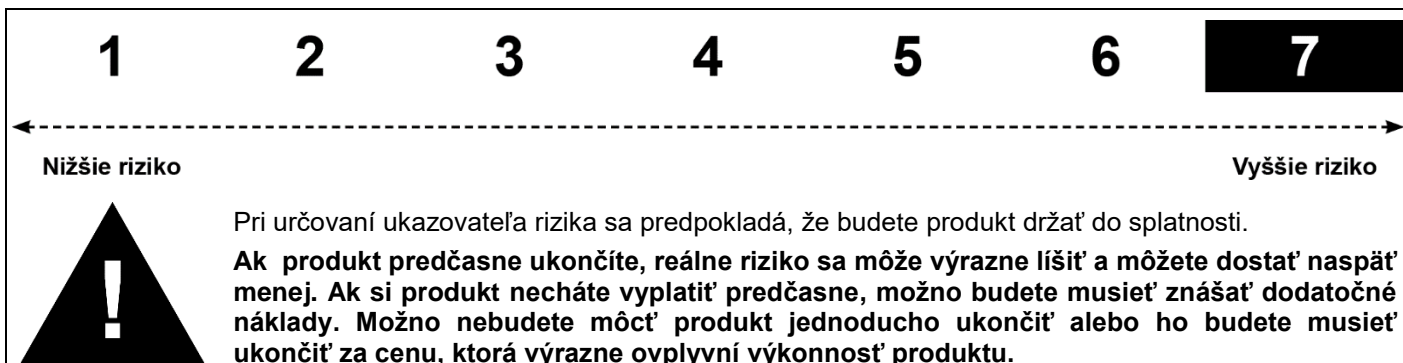 1 2 3 4 5 6 7
Nižšie riziko Vyššie riziko
Pri určovaní ukazovateľa rizika sa predpokladá, že budete produkt držať do splatnosti.
Ak produkt predčasne ukončíte, reálne riziko sa môže výrazne líšiť a môžete dostať naspäť
menej. Ak si produkt necháte vyplatiť predčasne, možno budete musieť znášať dodatočné
náklady. Možno nebudete môcť produkt jednoducho ukončiť alebo ho budete musieť
ukončiť za cenu, ktorá výrazne ovplyvní výkonnosť produktu.
!